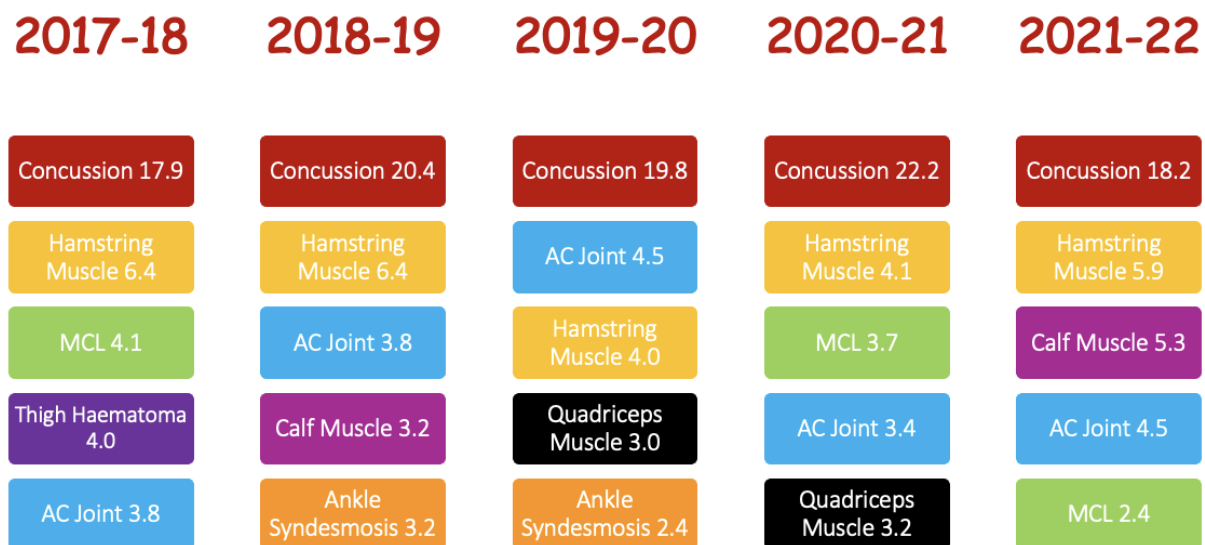 2017-18 2018-19 2019-20 2020-21 2021-22
Concussion 17.9
Hamstring
Muscle 6.4
MCL 4.1
Thigh Haematoma
4.0
AC Joint 3.8
Concussion 20.4
Hamstring
Muscle 6.4
AC Joint 3.8
Calf Muscle 3.2
Ankle
Syndesmosis 3.2
Concussion 19.8
AC Joint 4.5
Hamstring
Muscle 4.0
Quadriceps
Muscle 3.0
Ankle
Syndesmosis 2.4
Concussion 22.2
Hamstring
Muscle 4.1
MCL 3.7
AC Joint 3.4
Quadriceps
Muscle 3.2
Concussion 18.2
Hamstring
Muscle 5.9
Calf Muscle 5.3
AC Joint 4.5
MCL 2.4